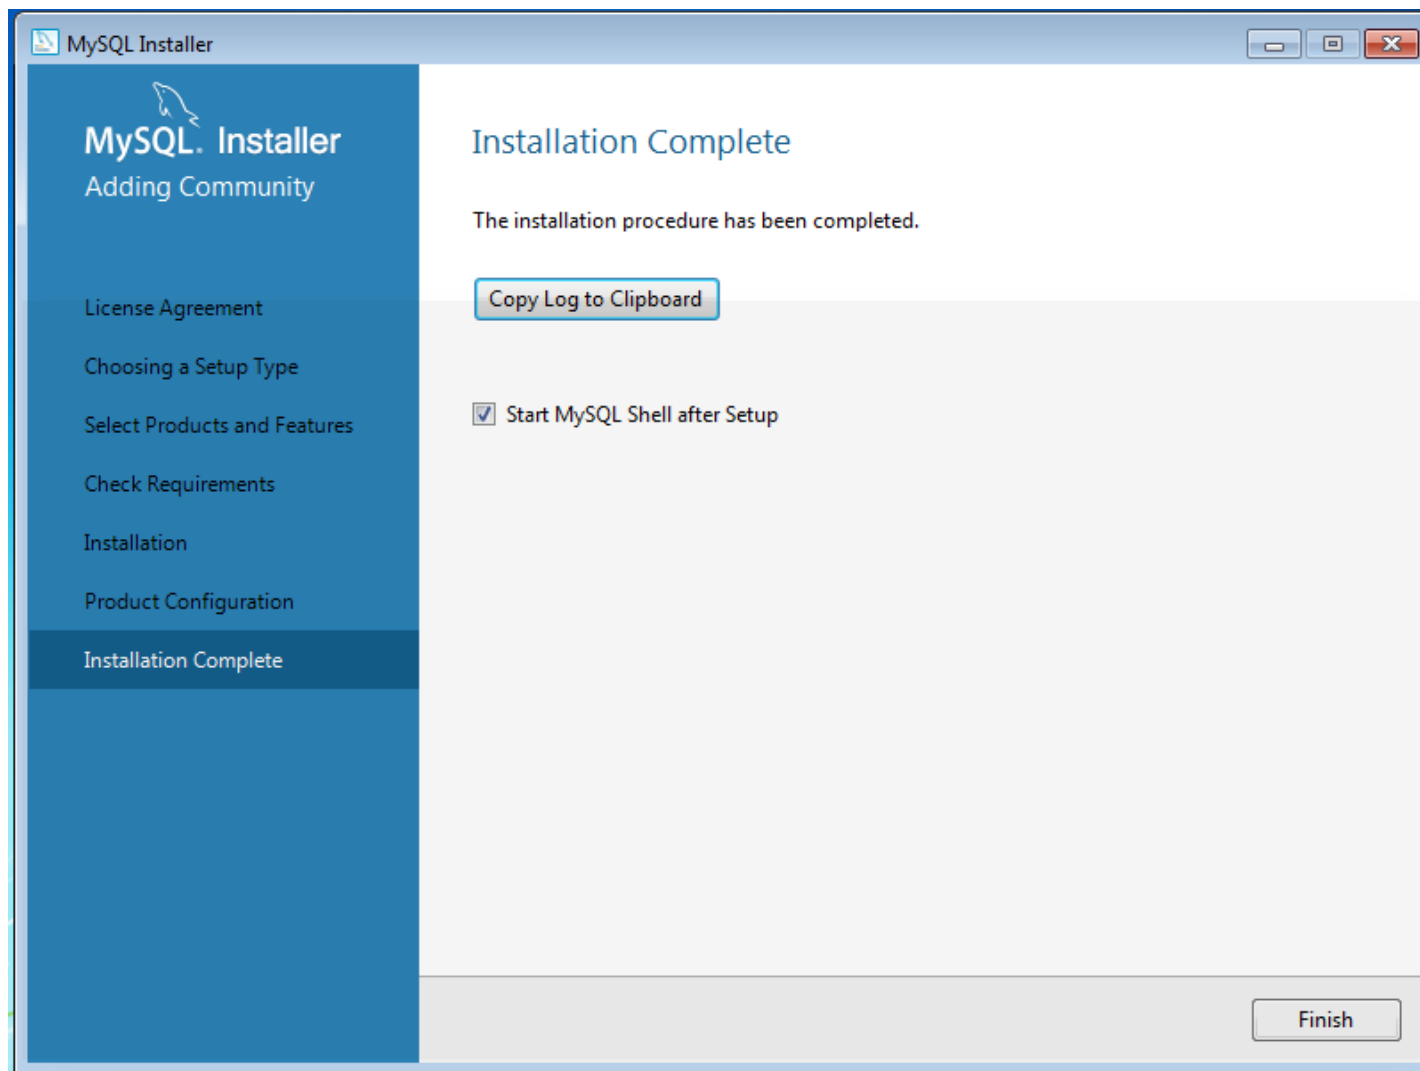 MySQL Installer
MySQL. Installer
Adding Community
License Agreement
Choosing a Setup Type
Select Products and Features
Check Requirements
Installation
Product Configuration
Installation Complete
Installation Complete
The installation procedure has been completed.
Copy Log to Clipboard
Start MySQL Shell after Setup
Finish